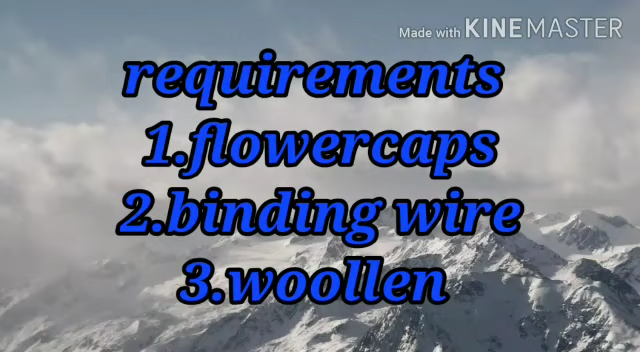 Made with KINEMASTER
requirements
1.flowercaps
2.binding wire
3.woollen